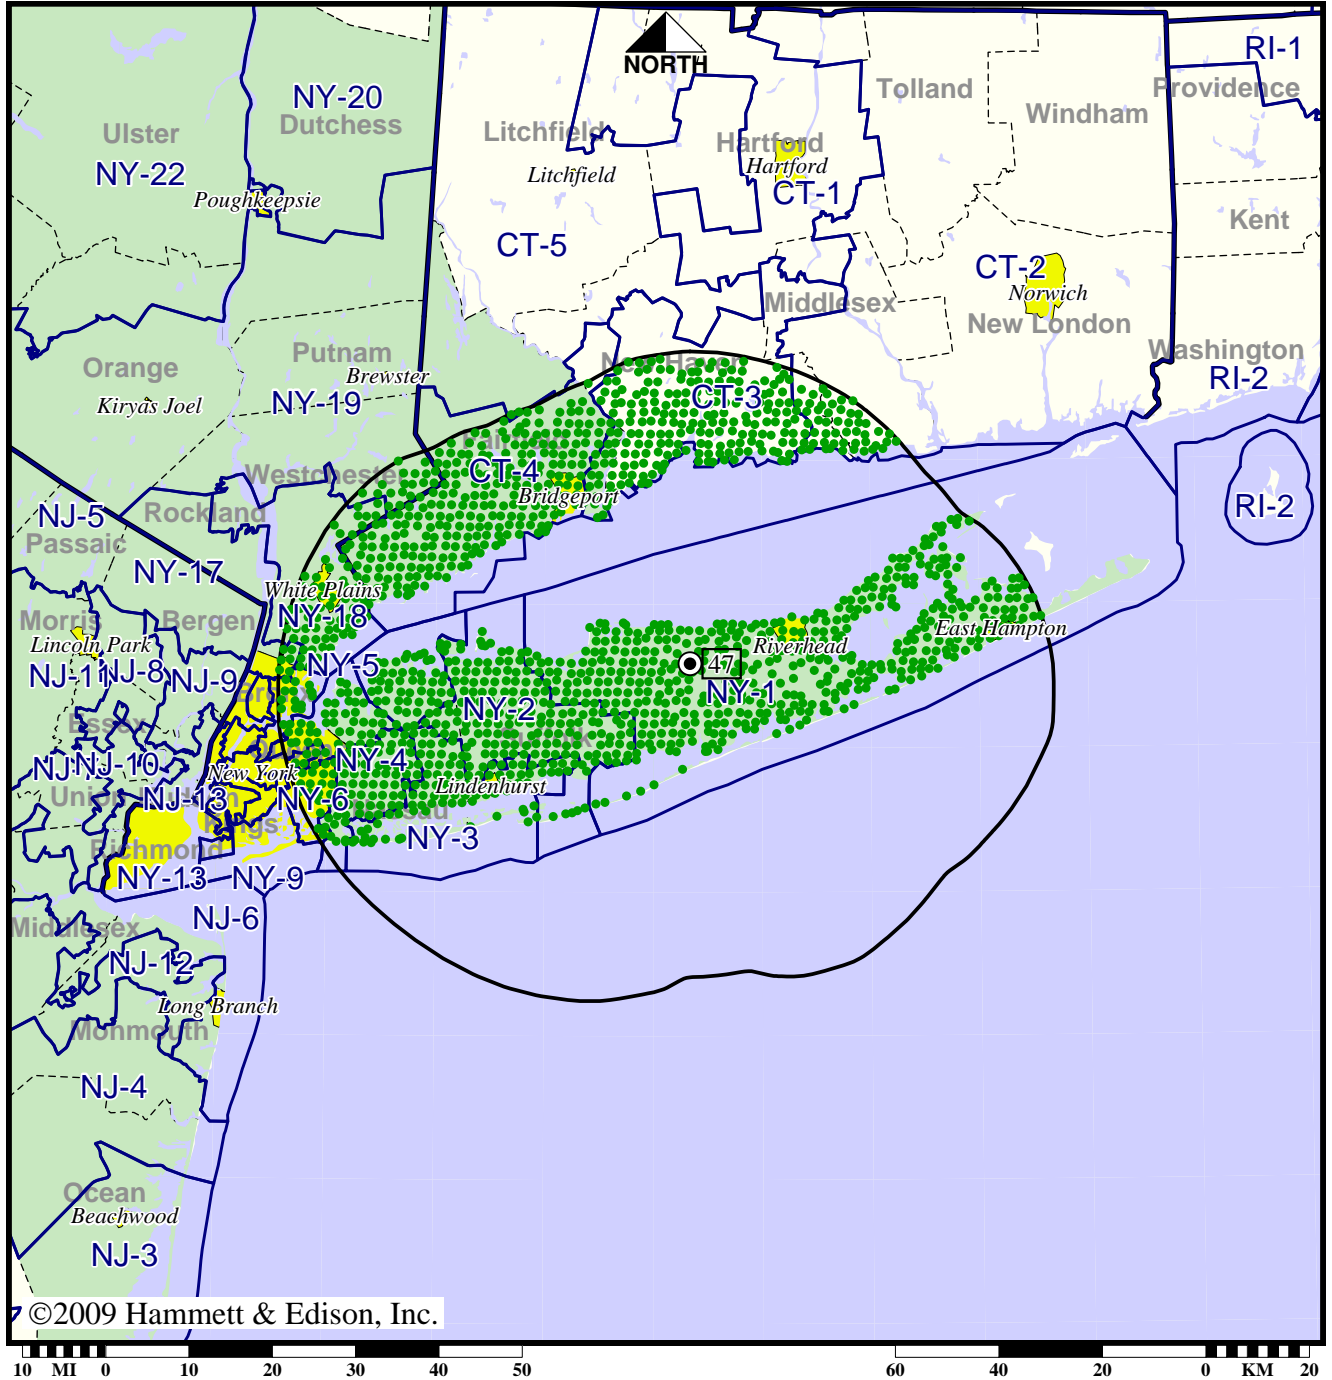 RI-1
NORTH
Tolland
Providence
NY-20
Dutchess
Windham
Ulster
Litchfield
Hartford
Hartford
NY-22
Litchfield
CT-1
Poughkeepsie
Kent
CT-5
CT-2
Norwich
Middlesex
New London
Putnam
Washington
Orange
Brewster
RI-2
Kiryas Joel
NY-19
CT-3
CT-4
Westchester
Bridgeport
Rockland
RI-2
NJ-5
Passaic
NY-17
White Plains
NY-18
Morris
Bergen
Lincoln Park
East Hampton
Riverhead
NJ-11
NJ-8
NJ-9
NY-5
47
NY-1
NY-2
Essex
NJ-10
New York
NY-4
Lindenhurst
Union
NJ-13
NY-6
Kings
NY-3
Richmond
NY-13
NY-9
NJ-6
Middlesex
NJ-12
Long Branch
Monmouth
NJ-4
Ocean
Beachwood
NJ-3
©2009 Hammett & Edison, Inc.
10 MI 0 10 20 30 40 50 60 40 20 0 KM 20